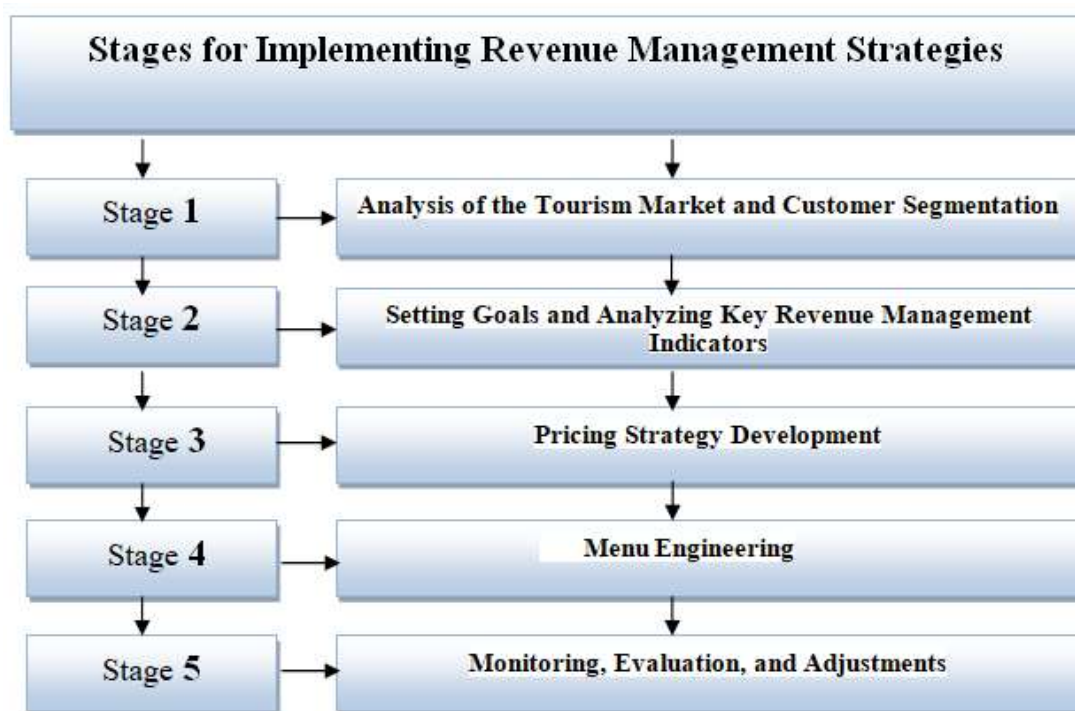 Stages for Implementing Revenue Management Strategies
Stage 1
Analysis of the Tourism Market and Customer Segmentation
Stage 2
Setting Goals and Analyzing Key Revenue Management
Indicators
Stage 3
Pricing Strategy Development
Stage 4
Menu Engineering
Stage 5
Monitoring, Evaluation, and Adjustments